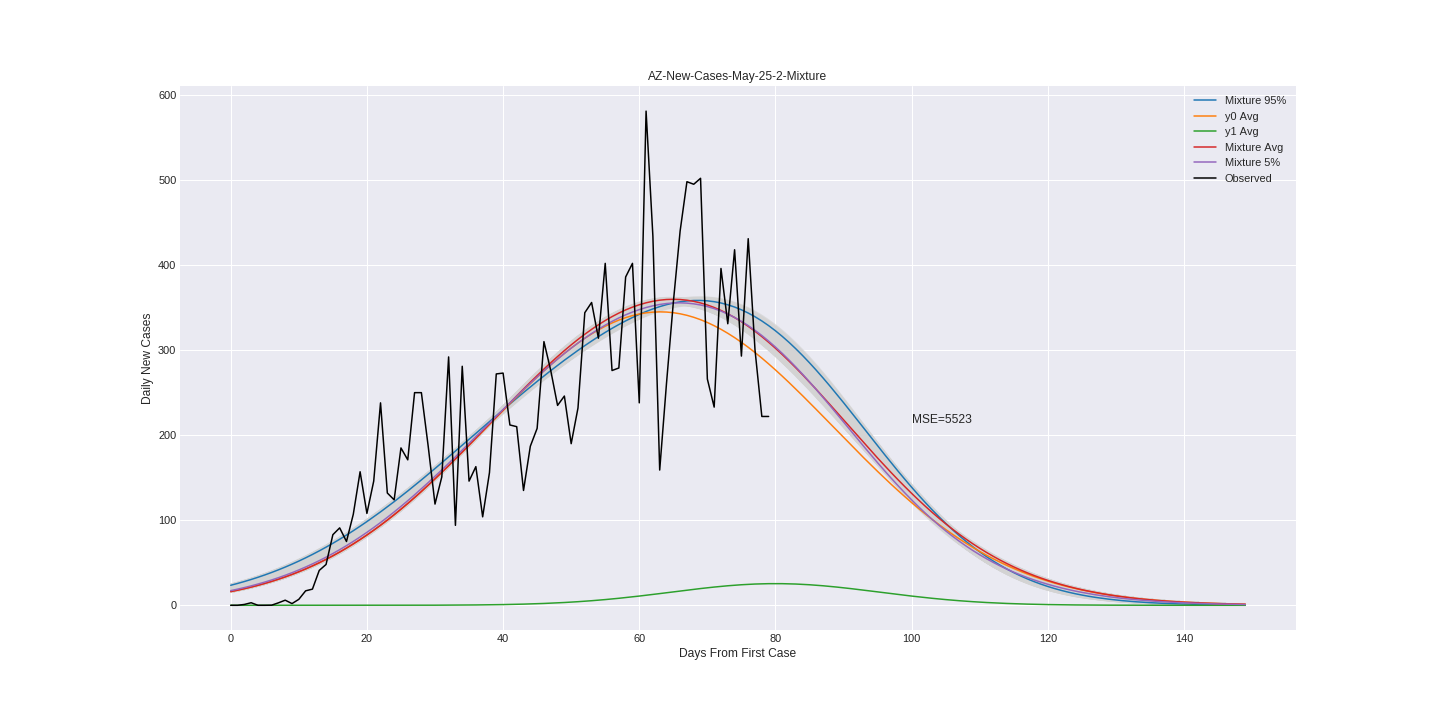 AZ-New-Cases-May-25-2-Mixture
600
500
400
300
200
100
0
Daily New Cases
Mixture 95%
y0 Avg
y1 Avg
Mixture Avg
Mixture 5%
Observed
MSE=5523
0 20 40 60 80 100 120 140
Days From First Case